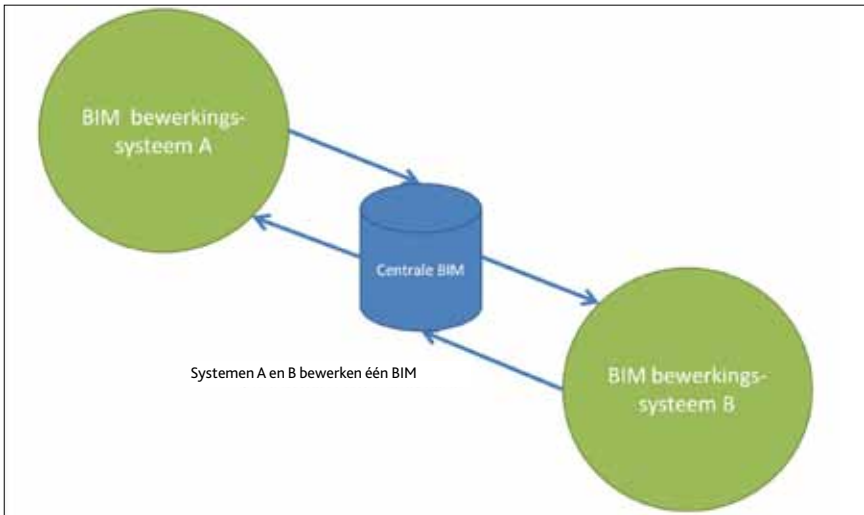 BIM bewerkings-
systeem A
Centrale BIM
Systemen A en B bewerken één BIM
BIM bewerkings-
systeem B